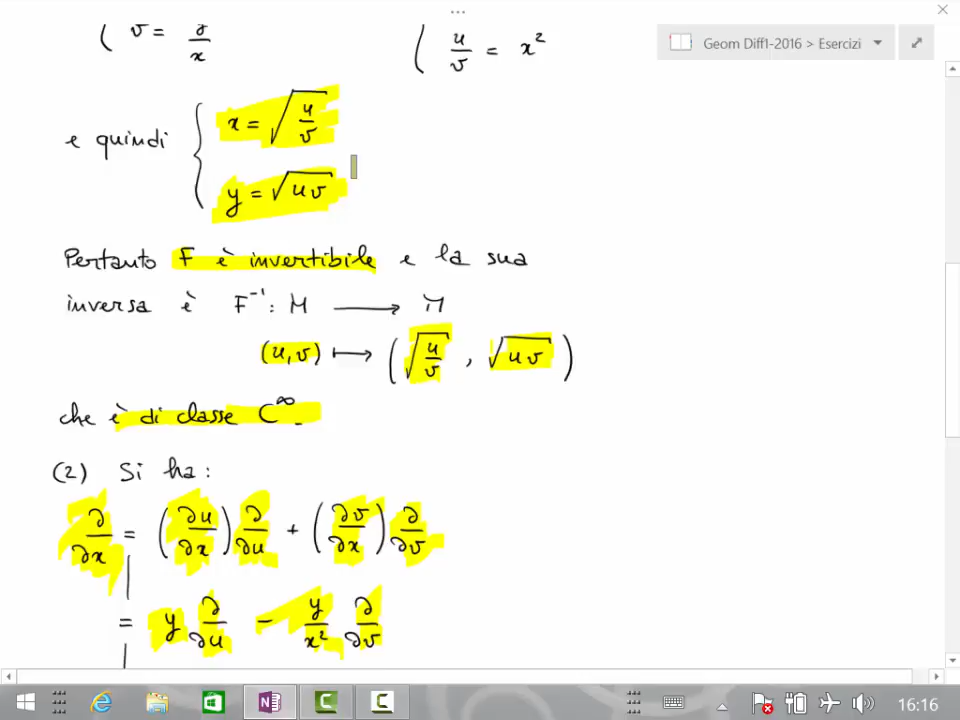 v = y/x
u/v = x²
Geom Diff1-2016 > Esercizi
e quindi { x = √(u/v)
y = √(uv)
Pertanto F è invertibile e la sua
inversa è F⁻¹: M ⟶ M
(u,v) ⟼ (√(u/v), √(uv))
che è di classe C^∞.
(2) Si ha:
∂/∂x = (∂u/∂x) ∂/∂u + (∂v/∂x) ∂/∂v
= y ∂/∂u − y/x² ∂/∂v
16:16